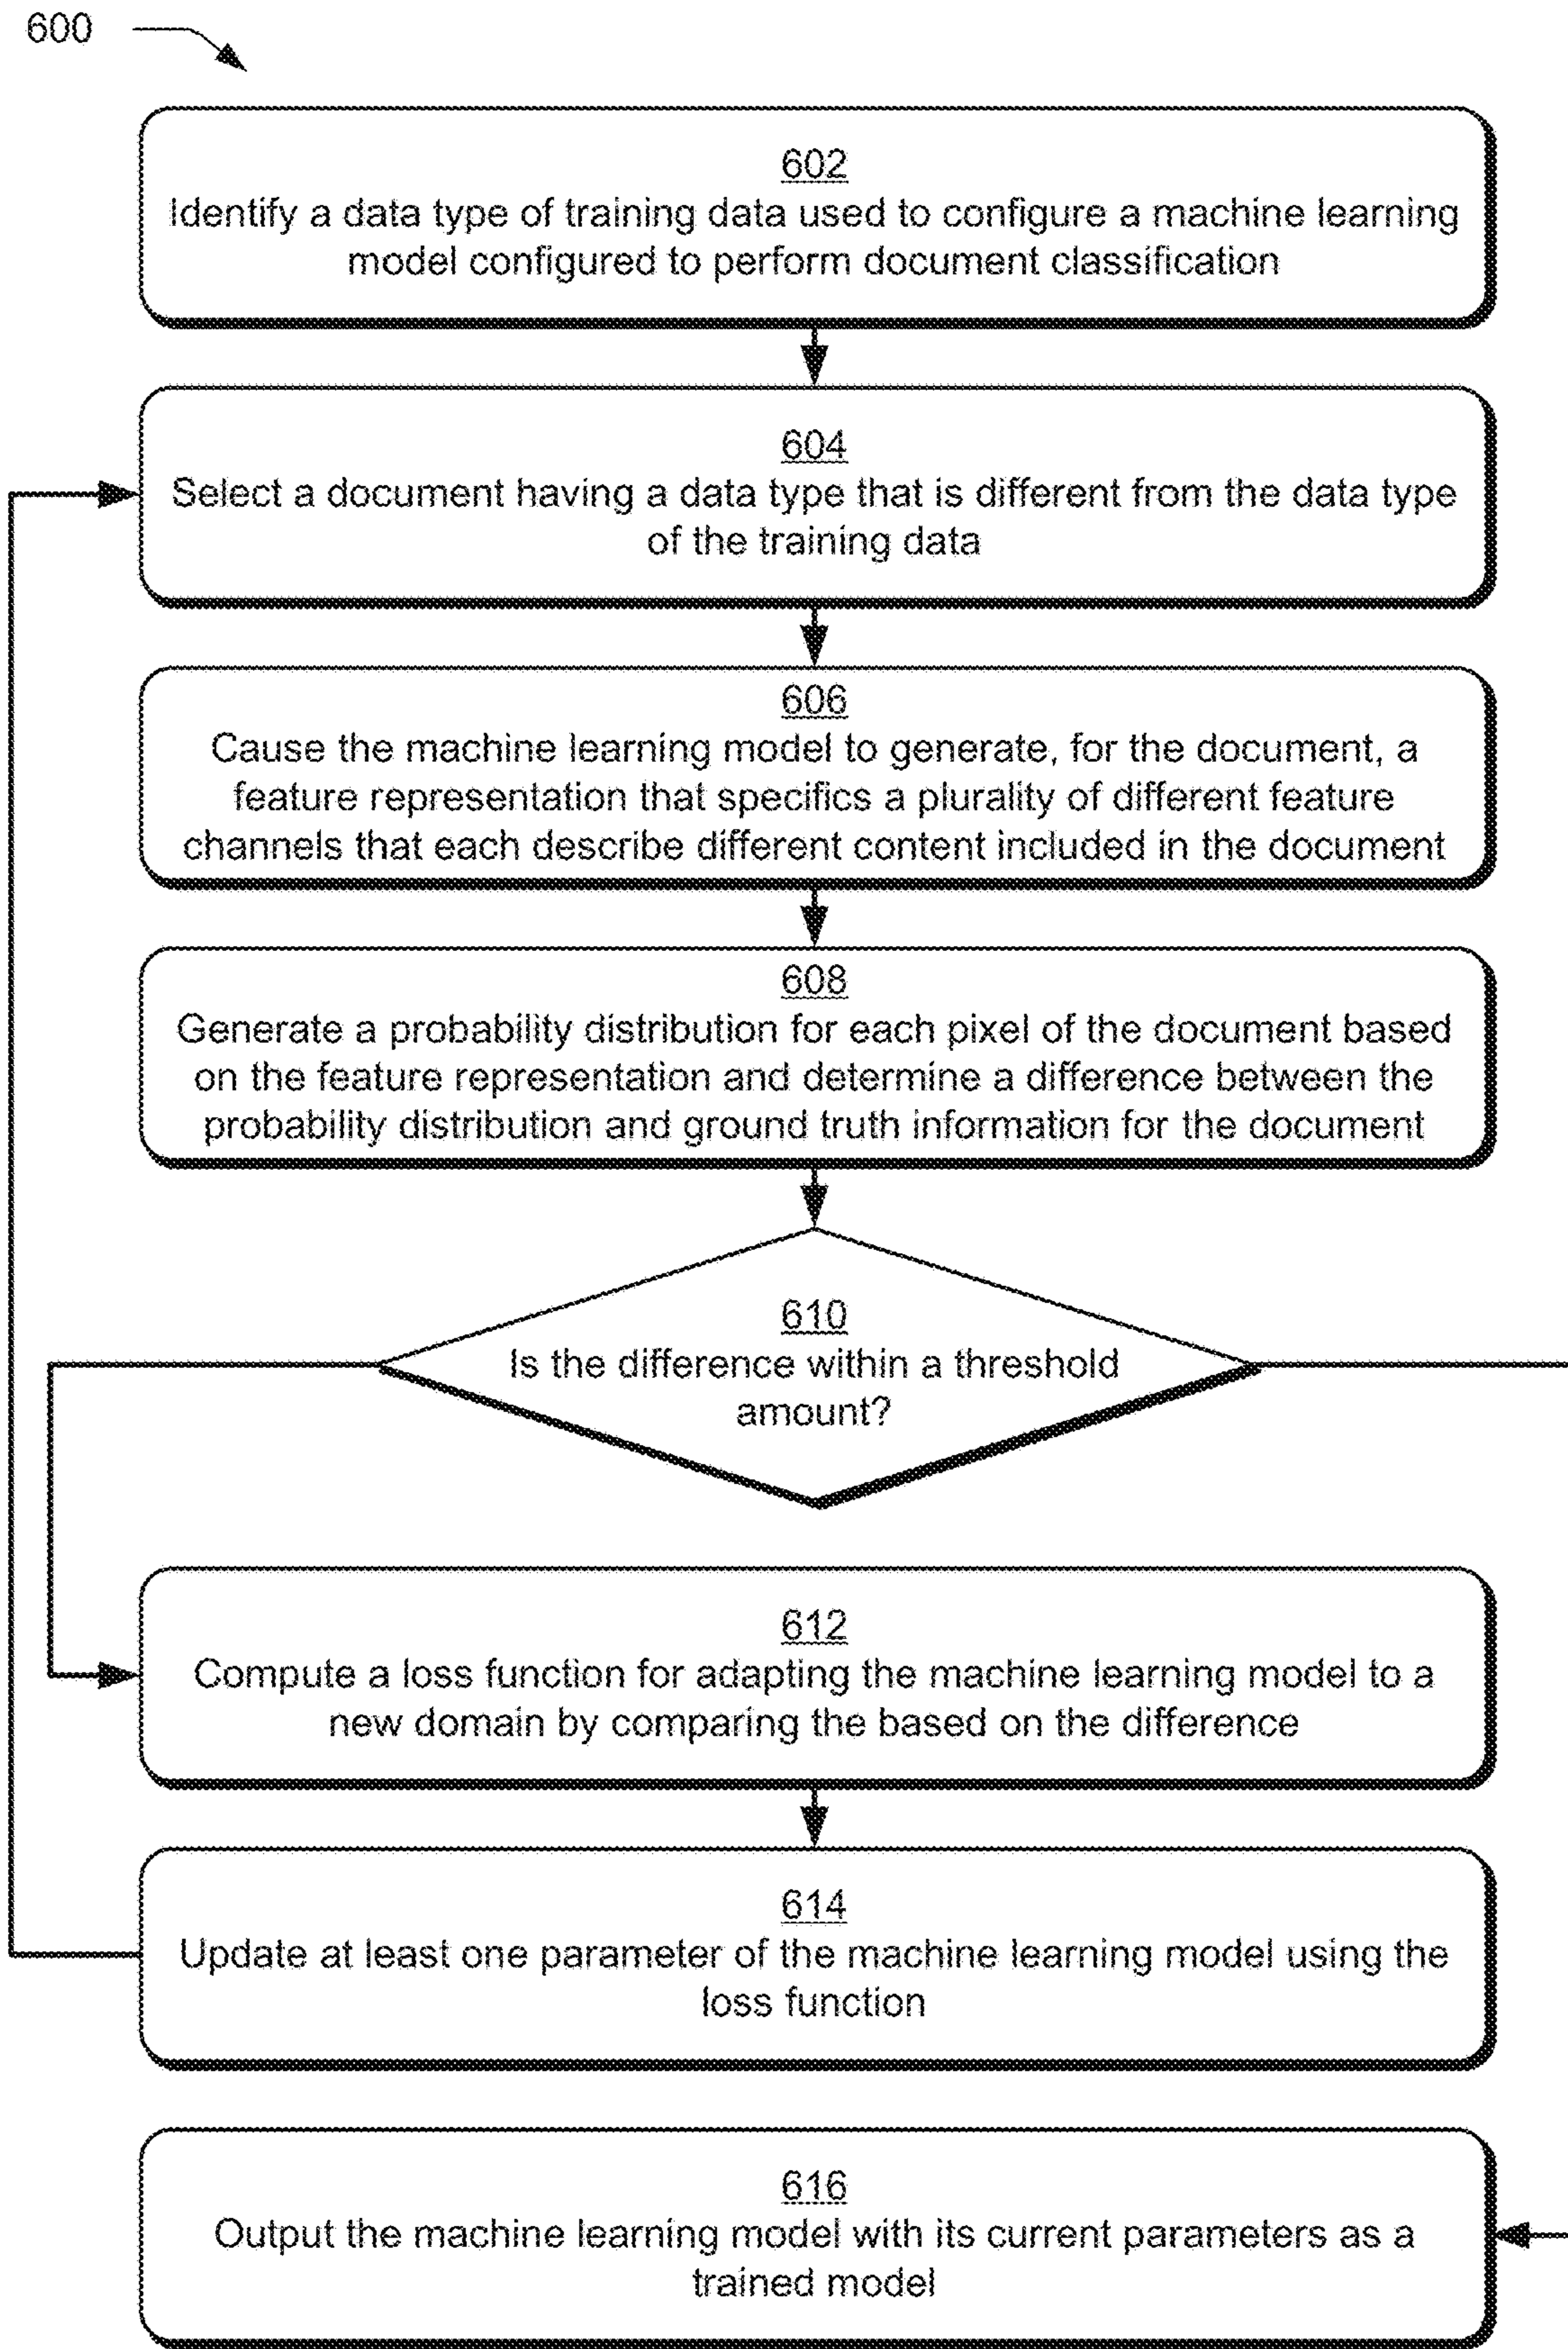 600
602
Identify a data type of training data used to configure a machine learning
model configured to perform document classification
604
Select a document having a data type that is different from the data type
of the training data
606
Cause the machine learning model to generate, for the document, a
feature representation that specifics a plurality of different feature
channels that each describe different content included in the document
608
Generate a probability distribution for each pixel of the document based
on the feature representation and determine a difference between the
probability distribution and ground truth information for the document
610
Is the difference within a threshold
amount?
612
Compute a loss function for adapting the machine learning model to a
new domain by comparing the based on the difference
614
Update at least one parameter of the machine learning model using the
loss function
616
Output the machine learning model with its current parameters as a
trained model